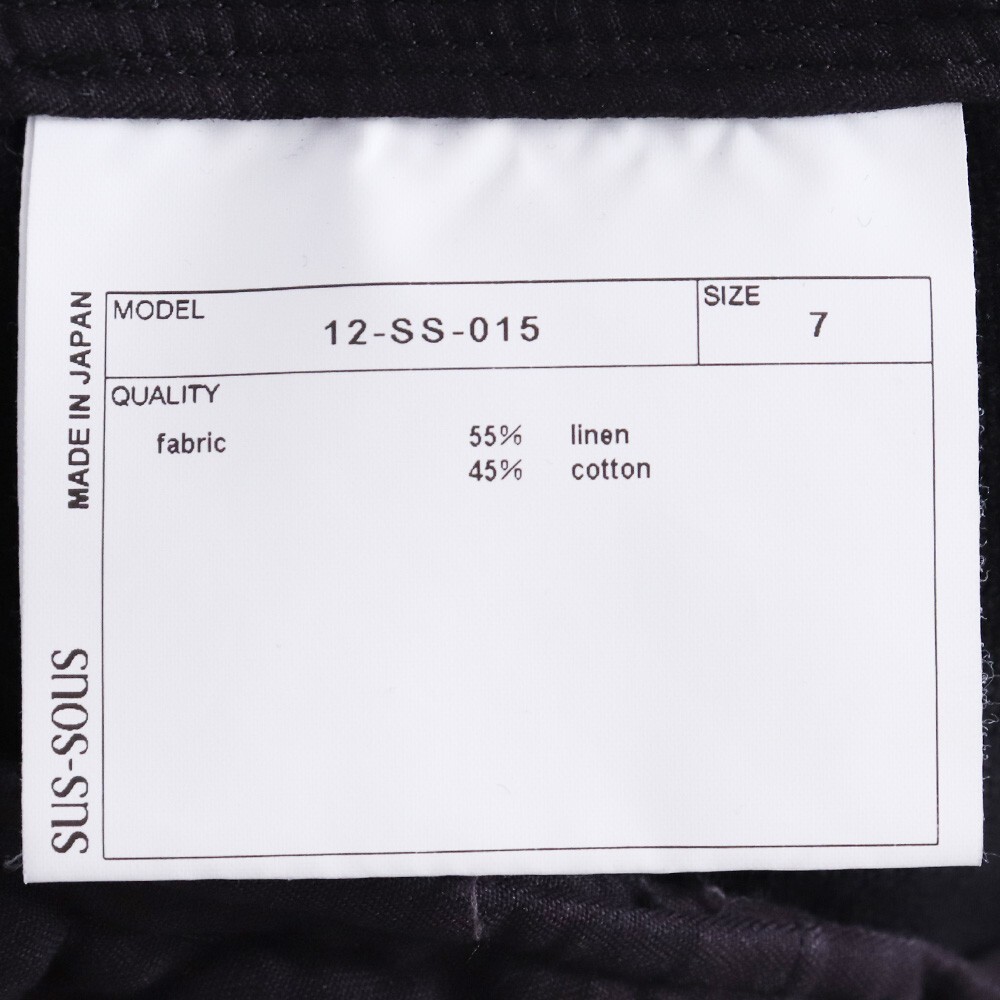 MODEL
12-SS-015
SIZE
7
QUALITY
fabric 55% linen
45% cotton
MADE IN JAPAN
SUS-SOUS